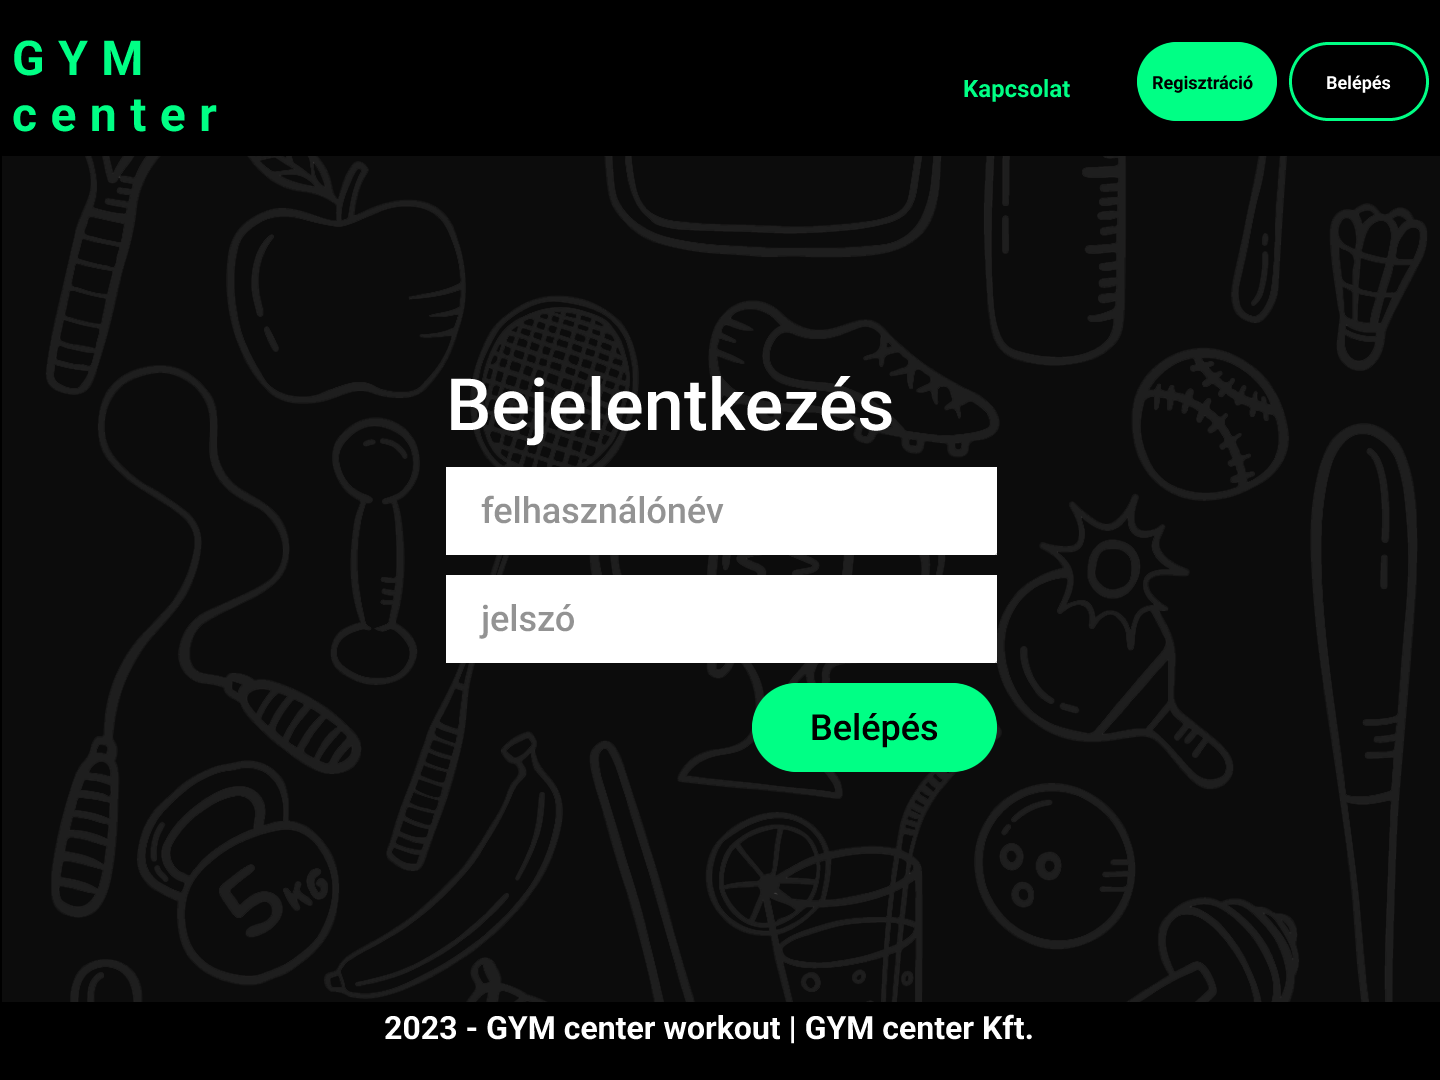 GYM
center
Kapcsolat
Regisztráció
Belépés
Bejelentkezés
felhasználónév
jelszó
Belépés
5KG
2023 - GYM center workout | GYM center Kft.